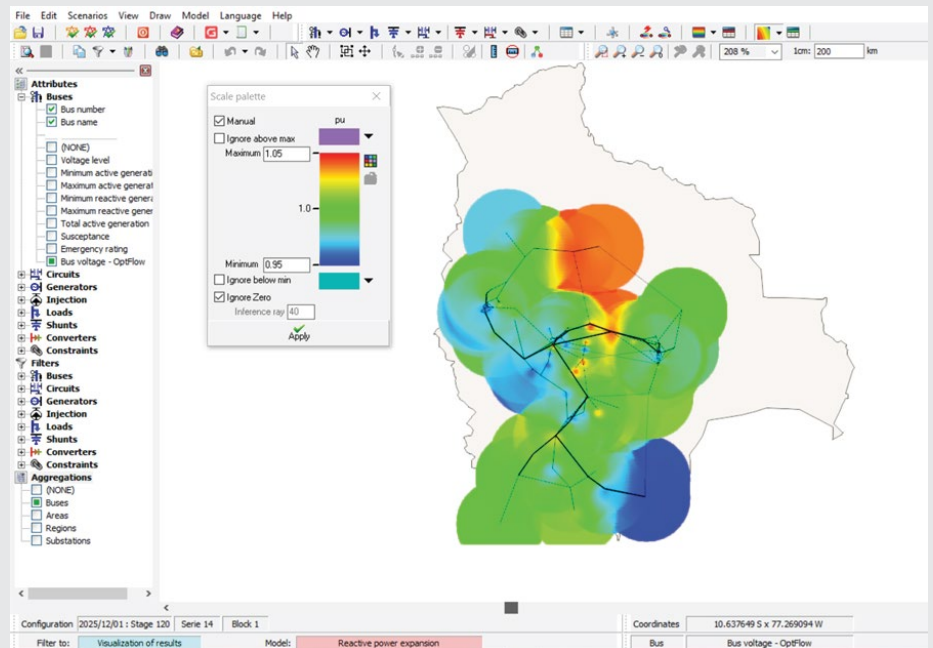 File Edit Scenarios View Draw Model Language Help
208 % 1cm: 200 km
Attributes
Buses
Bus number
Bus name
(NONE)
Voltage level
Minimum active generati
Maximum active generat
Minimum reactive genera
Maximum reactive gener
Total active generation
Susceptance
Emergency rating
Bus voltage - OptFlow
Circuits
Generators
Injection
Loads
Shunts
Converters
Constraints
Filters
Buses
Circuits
Generators
Injection
Loads
Shunts
Converters
Constraints
Aggregations
(NONE)
Buses
Areas
Regions
Substations
Scale palette
Manual pu
Ignore above max
Maximum 1.05
1.0
Minimum 0.95
Ignore below min
Ignore Zero
Inference ray 40
Apply
Configuration 2025/12/01 : Stage 120 Serie 14 Block 1 Coordinates 10.637649 S x 77.269094 W
Filter to: Visualization of results Model: Reactive power expansion Bus Bus voltage - OptFlow